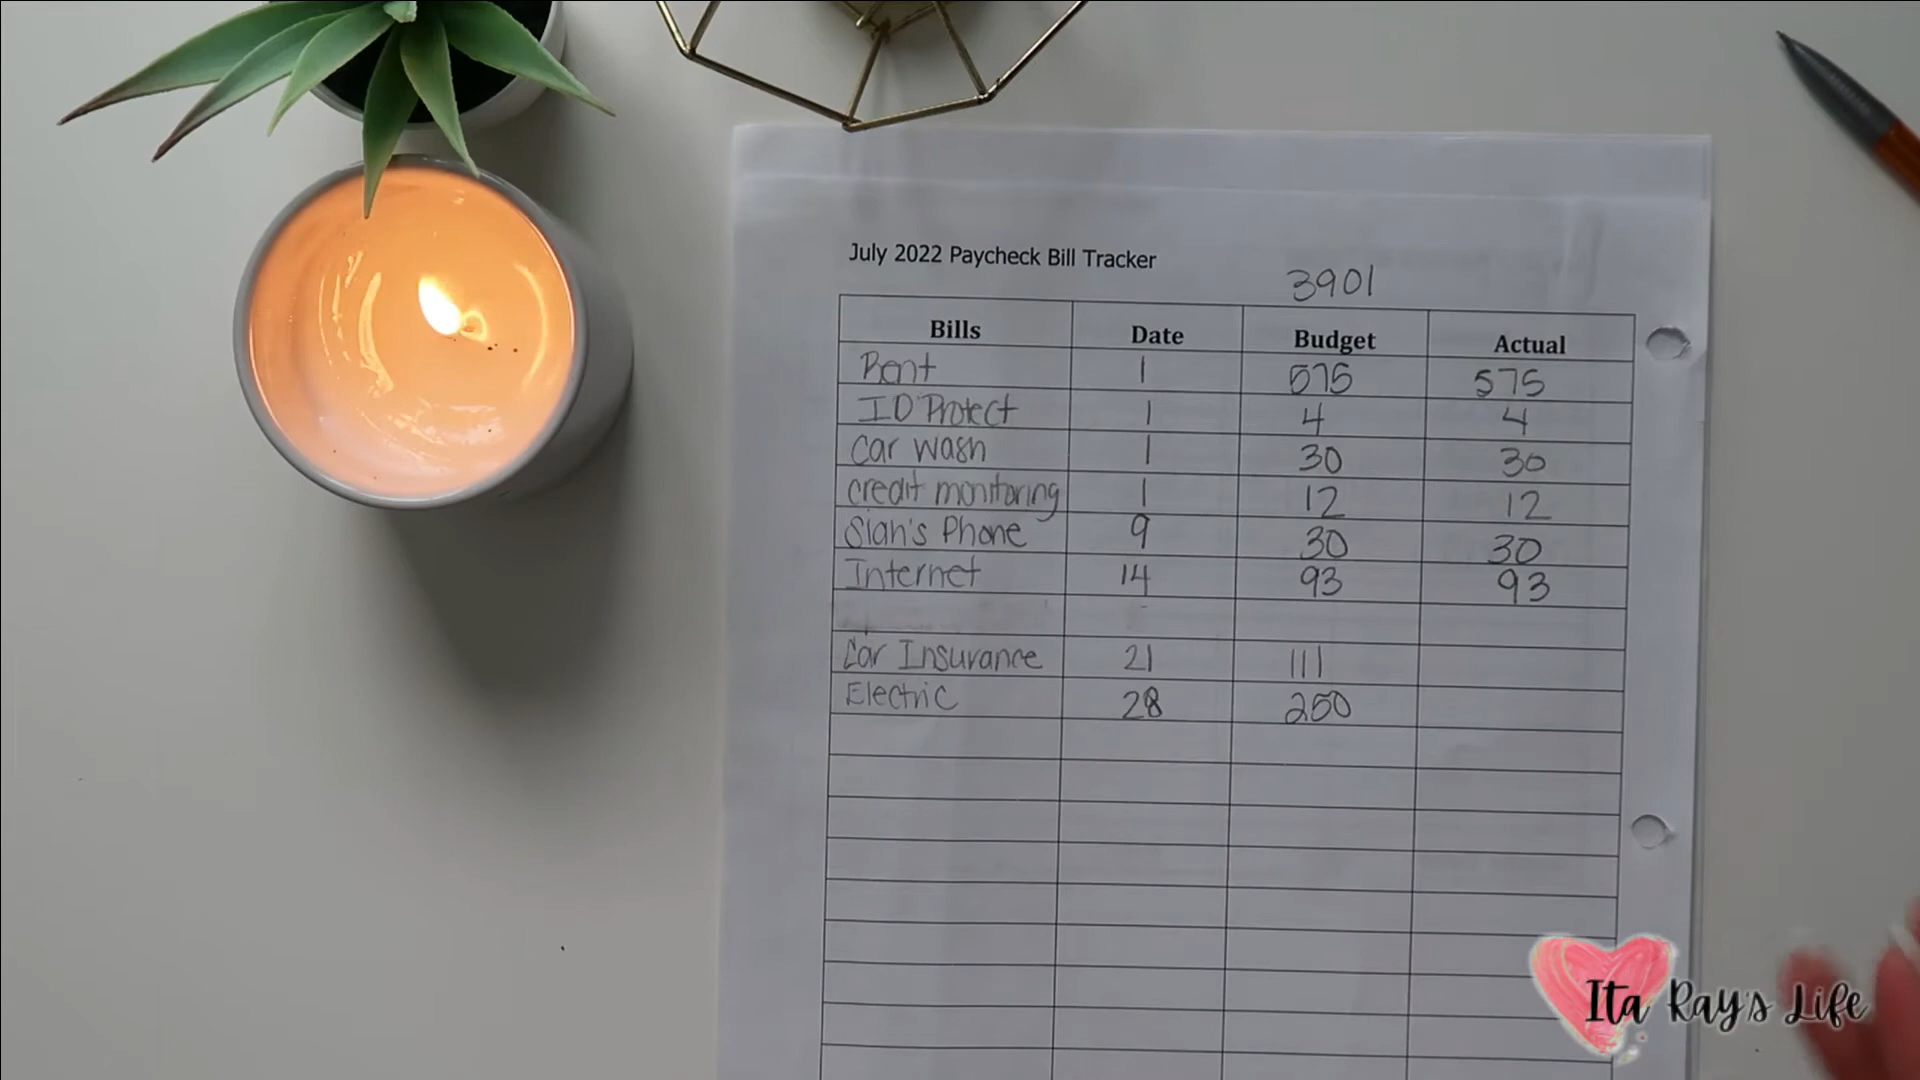 July 2022 Paycheck Bill Tracker
3901
Bills Date Budget Actual
Rent 1 575 575
ID Protect 1 4 4
Car wash 1 30 30
credit monitoring 1 12 12
Sian's Phone 9 30 30
Internet 14 93 93
Car Insurance 21 111
Electric 28 250
Ita Ray's Life